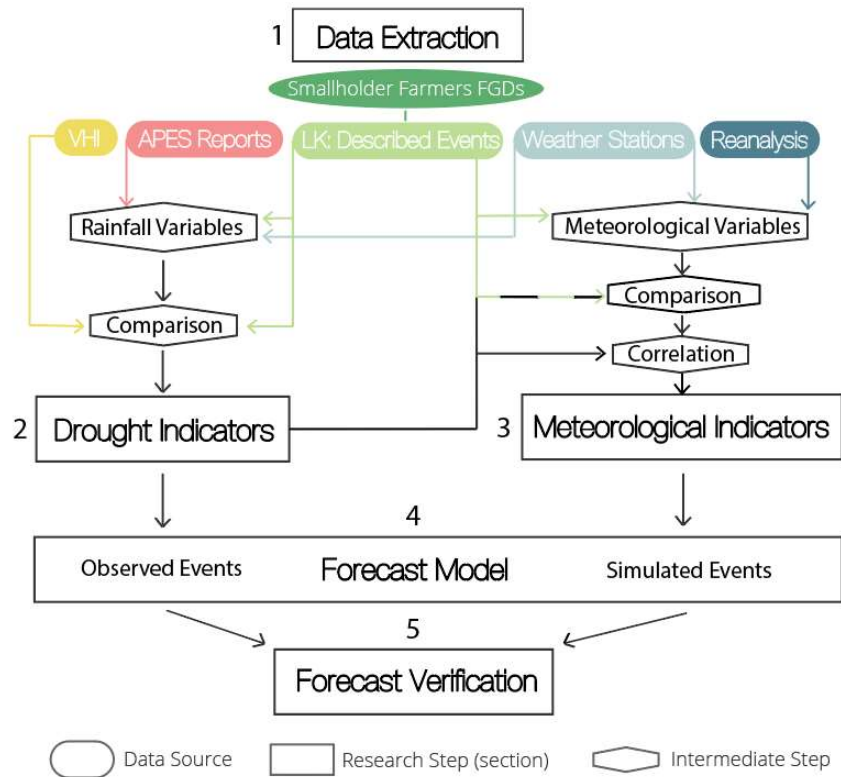 1 Data Extraction
Smallholder Farmers FGDs
VHI APES Reports LK: Described Events Weather Stations Reanalysis
Rainfall Variables Meteorological Variables
Comparison
Comparison
Correlation
2 Drought Indicators 3 Meteorological Indicators
4
Observed Events Forecast Model Simulated Events
5
Forecast Verification
Data Source Research Step (section) Intermediate Step